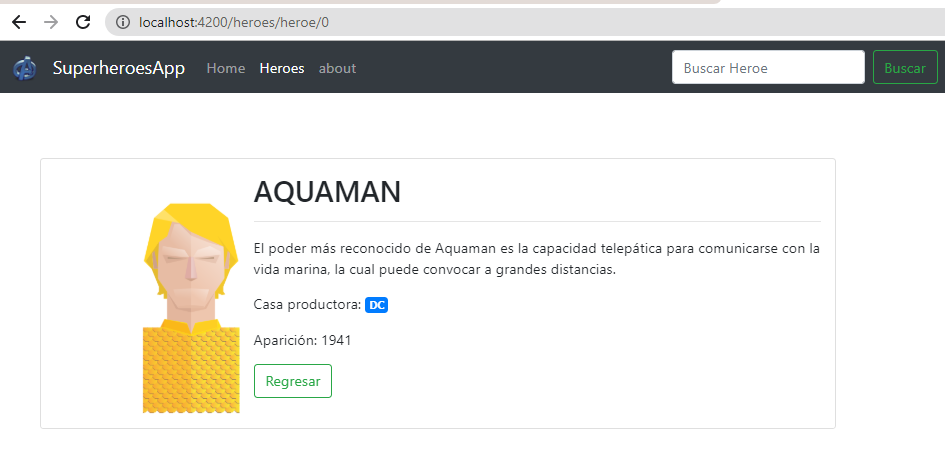 localhost:4200/heroes/heroe/0
SuperheroesApp Home Heroes about Buscar Heroe Buscar
AQUAMAN
El poder más reconocido de Aquaman es la capacidad telepática para comunicarse con la
vida marina, la cual puede convocar a grandes distancias.
Casa productora: DC
Aparición: 1941
Regresar